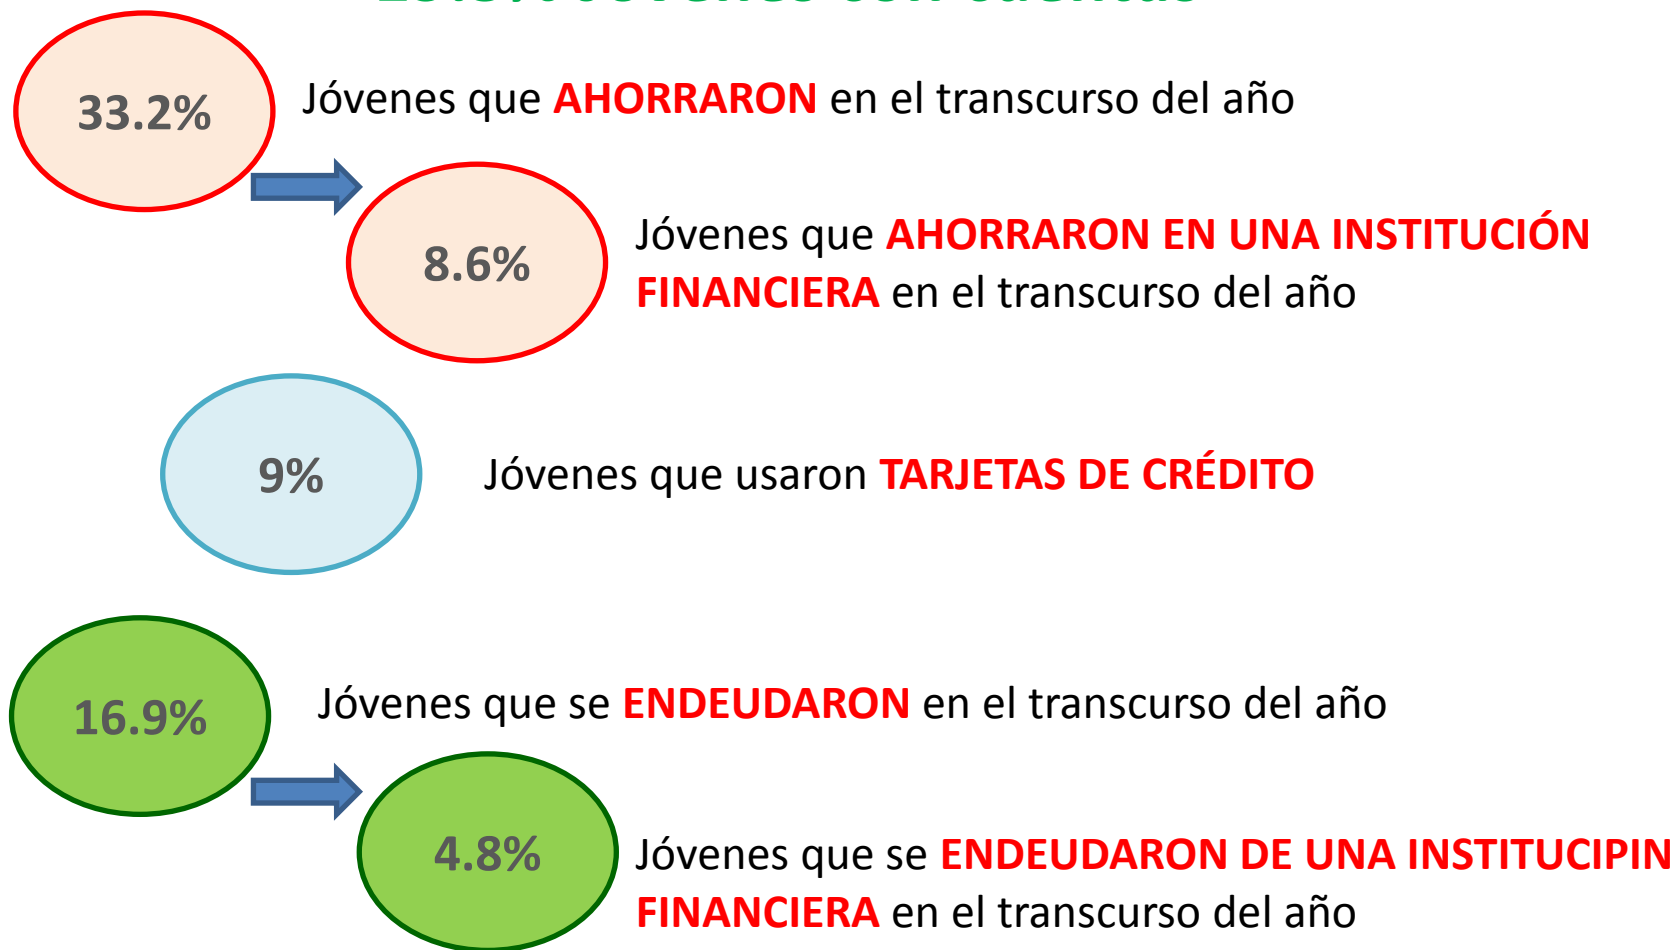 Jóvenes con cuentas
33.2%
Jóvenes que AHORRARON en el transcurso del año
8.6%
Jóvenes que AHORRARON EN UNA INSTITUCIÓN
FINANCIERA en el transcurso del año
9%
Jóvenes que usaron TARJETAS DE CRÉDITO
16.9%
Jóvenes que se ENDEUDARON en el transcurso del año
4.8%
Jóvenes que se ENDEUDARON DE UNA INSTITUCIPIN
FINANCIERA en el transcurso del año